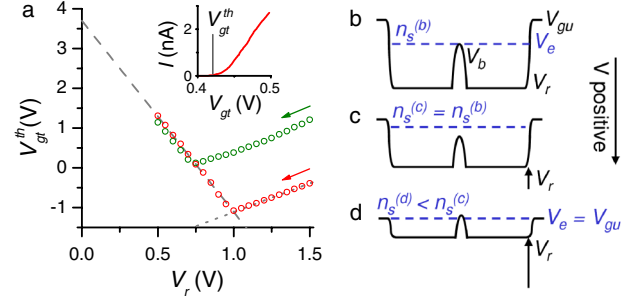 a
4
3
2
1
0
-1
V_gt^th(V)
0.0
0.5
1.0
1.5
V_r (V)
2
1
0
I (nA)
V_gt^th
0.4
0.5
V_gt (V)
b
n_s^(b)
V_gu
V_e
V_b
V_r
c
n_s^(c) = n_s^(b)
V_r
d
n_s^(d) < n_s^(c)
V_e = V_gu
V_r
V positive